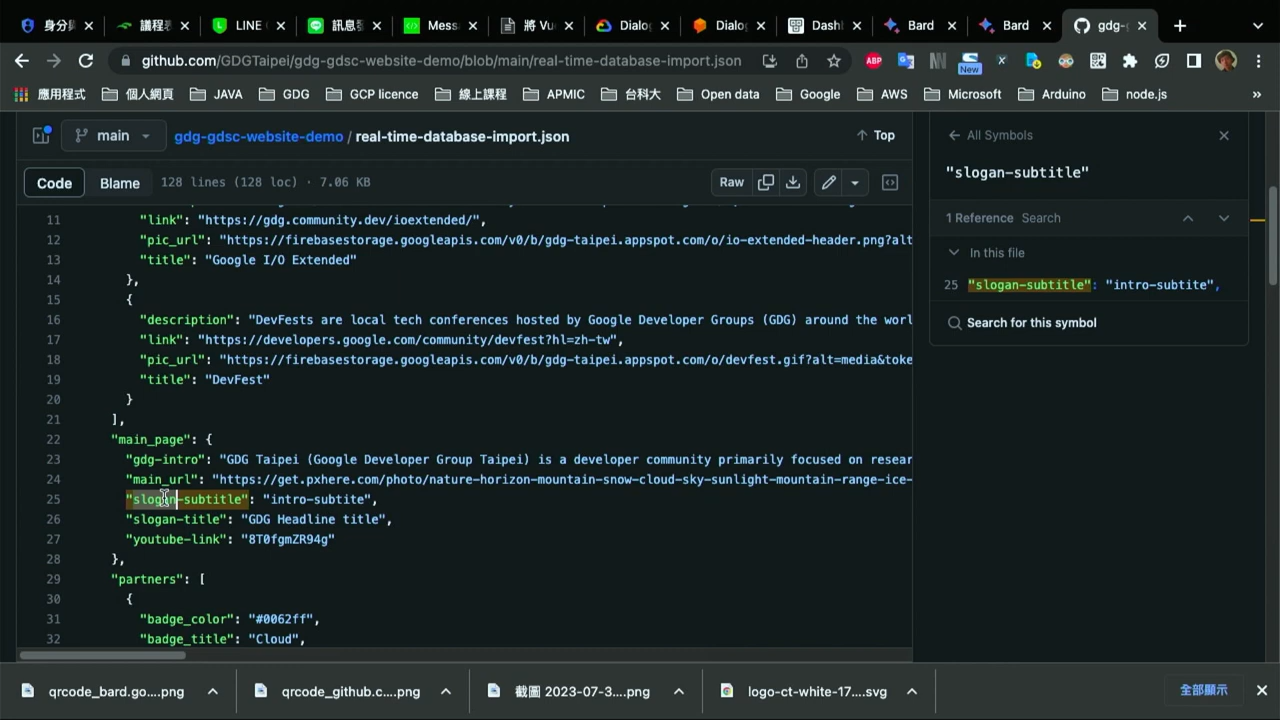 身分
議程表
LINE
訊息發
Mess
將 Vu
Dialo
Dialo
Dash
Bard
Bard
gdg-
github.com/GDGTaipei/gdg-gdsc-website-demo/blob/main/real-time-database-import.json
ABP
New
應用程式
個人網頁
JAVA
GDG
GCP licence
線上課程
APMIC
台科大
Open data
Google
AWS
Microsoft
Arduino
node.js
»
main
gdg-gdsc-website-demo / real-time-database-import.json
Top
Code
Blame
128 lines (128 loc) · 7.06 KB
Raw
11 "link": "https://gdg.community.dev/ioextended/",
12 "pic_url": "https://firebasestorage.googleapis.com/v0/b/gdg-taipei.appspot.com/o/io-extended-header.png?alt
13 "title": "Google I/O Extended"
14 },
15 {
16 "description": "DevFests are local tech conferences hosted by Google Developer Groups (GDG) around the worl
17 "link": "https://developers.google.com/community/devfest?hl=zh-tw",
18 "pic_url": "https://firebasestorage.googleapis.com/v0/b/gdg-taipei.appspot.com/o/devfest.gif?alt=media&toke
19 "title": "DevFest"
20 }
21 ],
22 "main_page": {
23 "gdg-intro": "GDG Taipei (Google Developer Group Taipei) is a developer community primarily focused on resear
24 "main_url": "https://get.pxhere.com/photo/nature-horizon-mountain-snow-cloud-sky-sunlight-mountain-range-ice-
25 "slogan-subtitle": "intro-subtite",
26 "slogan-title": "GDG Headline title",
27 "youtube-link": "8T0fgmZR94g"
28 },
29 "partners": [
30 {
31 "badge_color": "#0062ff",
32 "badge_title": "Cloud",
All Symbols
"slogan-subtitle"
1 Reference Search
In this file
25 "slogan-subtitle": "intro-subtite",
Search for this symbol
qrcode_bard.go....png
qrcode_github.c....png
截圖 2023-07-3....png
logo-ct-white-17....svg
全部顯示